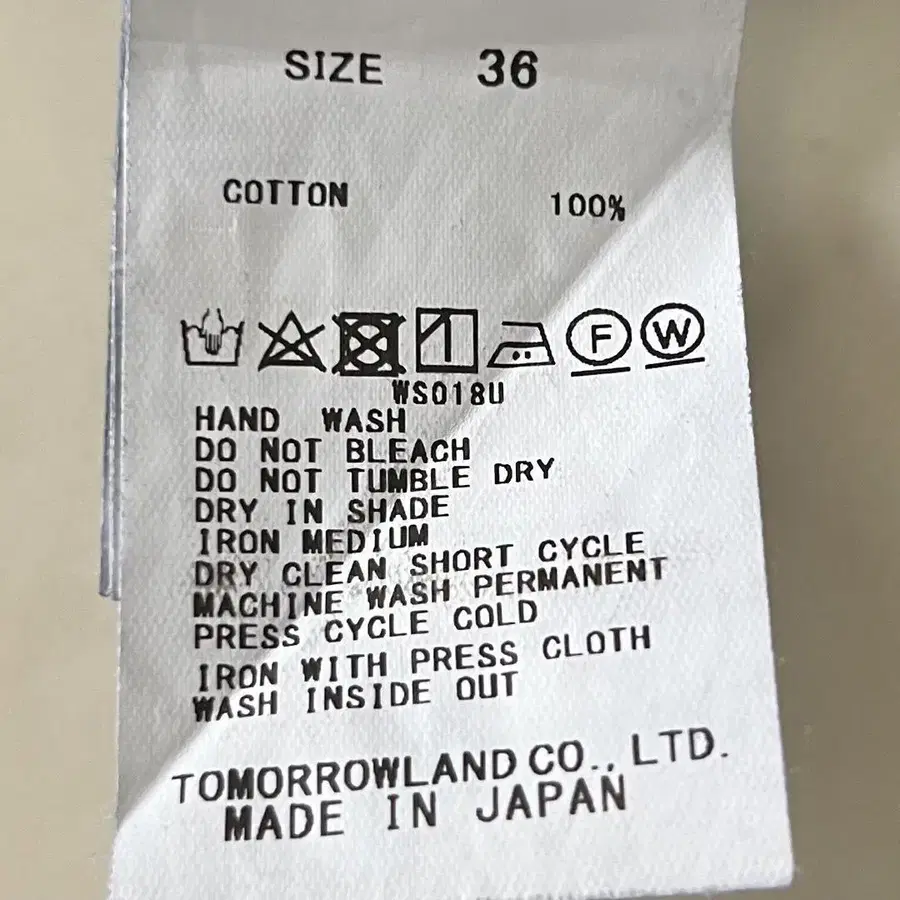 SIZE 36
COTTON 100%
F W
WS018U
HAND WASH
DO NOT BLEACH
DO NOT TUMBLE DRY
DRY IN SHADE
IRON MEDIUM
DRY CLEAN SHORT CYCLE
MACHINE WASH PERMANENT
PRESS CYCLE COLD
IRON WITH PRESS CLOTH
WASH INSIDE OUT
TOMORROWLAND CO., LTD.
MADE IN JAPAN